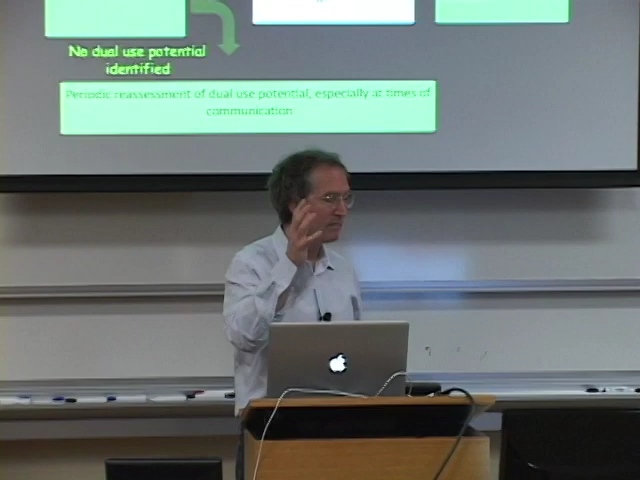 No dual use potential
identified
Periodic reassessment of dual use potential, especially at times of
communication